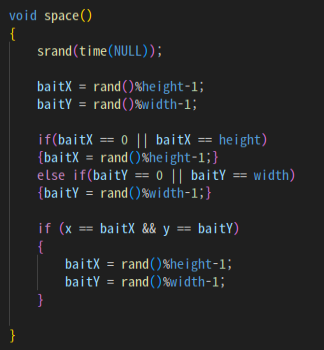 void space()
{
srand(time(NULL));
baitX = rand()%height-1;
baitY = rand()%width-1;
if(baitX == 0 || baitX == height)
{baitX = rand()%height-1;}
else if(baitY == 0 || baitY == width)
{baitY = rand()%width-1;}
if (x == baitX && y == baitY)
{
baitX = rand()%height-1;
baitY = rand()%width-1;
}
}